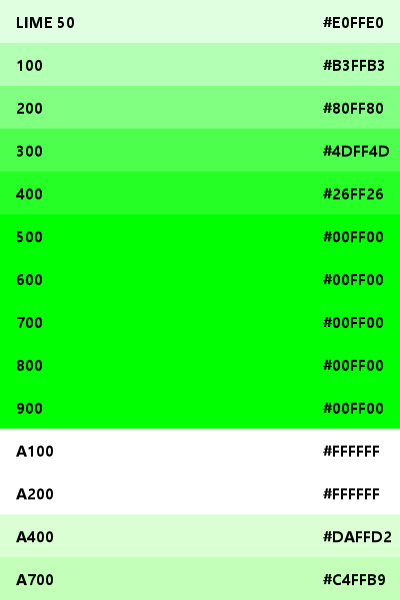 LIME 50 #E0FFE0
100 #B3FFB3
200 #80FF80
300 #4DFF4D
400 #26FF26
500 #00FF00
600 #00FF00
700 #00FF00
800 #00FF00
900 #00FF00
A100 #FFFFFF
A200 #FFFFFF
A400 #DAFFD2
A700 #C4FFB9